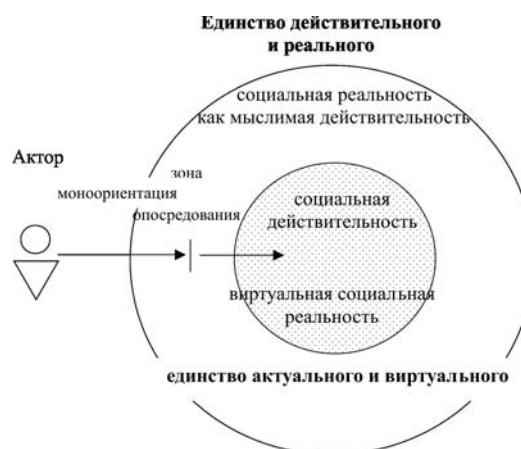 Единство действительного
и реального
социальная реальность
как мыслимая действительность
Актор
зона
моноориентация
опосредования
социальная
действительность
виртуальная социальная
реальность
единство актуального и виртуального